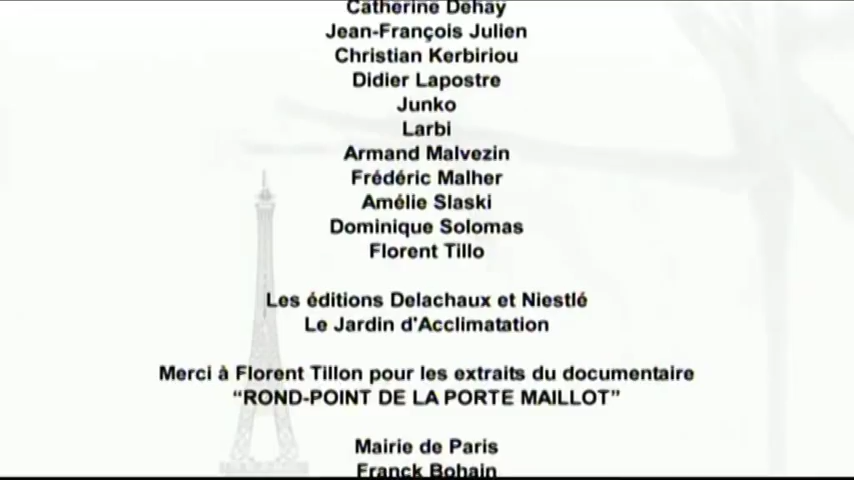 Catherine Dehay
Jean-François Julien
Christian Kerbiriou
Didier Lapostre
Junko
Larbi
Armand Malvezin
Frédéric Malher
Amélie Slaski
Dominique Solomas
Florent Tillo
Les éditions Delachaux et Niestlé
Le Jardin d'Acclimatation
Merci à Florent Tillon pour les extraits du documentaire
“ROND-POINT DE LA PORTE MAILLOT”
Mairie de Paris
Franck Bohain